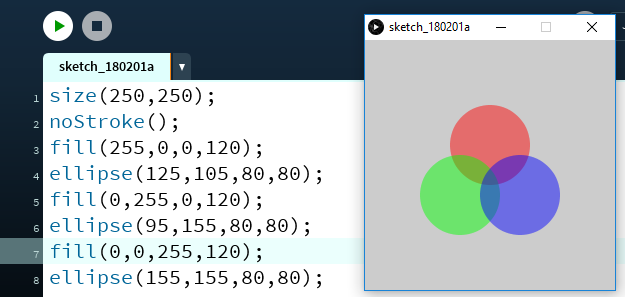 sketch_180201a
sketch_180201a
1 size(250,250);
2 noStroke();
3 fill(255,0,0,120);
4 ellipse(125,105,80,80);
5 fill(0,255,0,120);
6 ellipse(95,155,80,80);
7 fill(0,0,255,120);
8 ellipse(155,155,80,80);